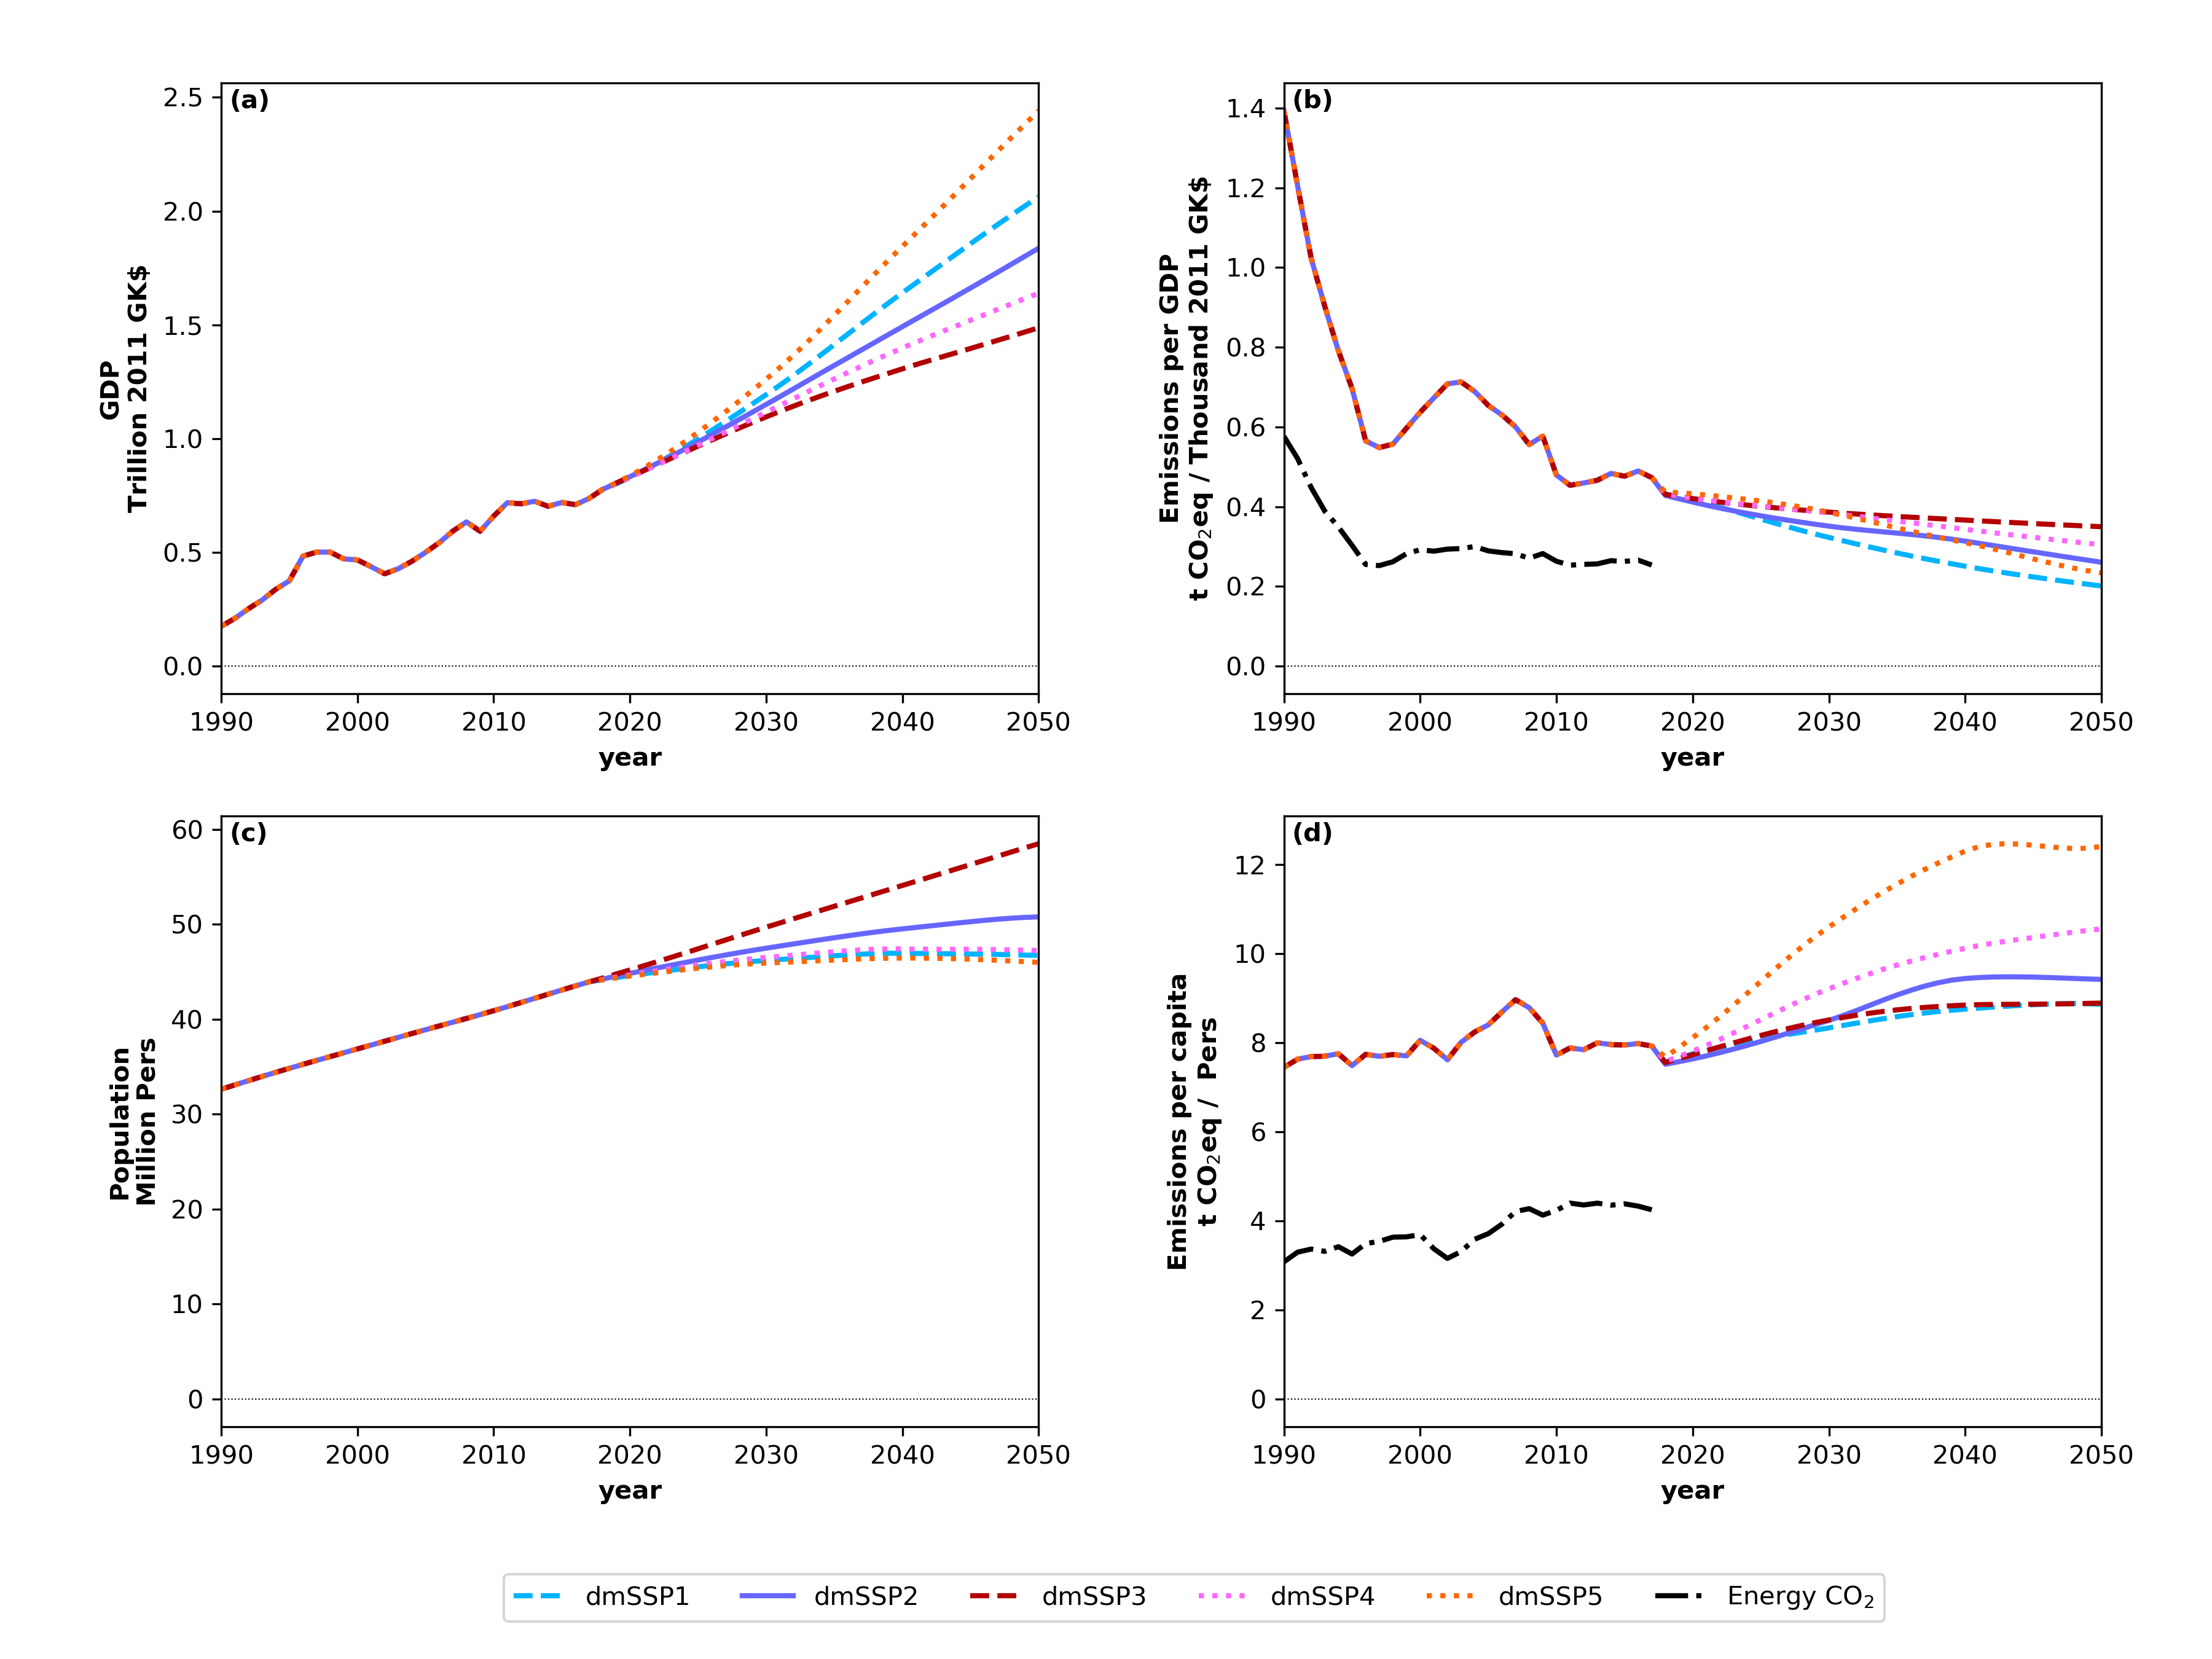 (a)
2.5
2.0
1.5
1.0
0.5
0.0
GDP
Trillion 2011 GK$
1990 2000 2010 2020 2030 2040 2050
year
(b)
1.4
1.2
1.0
0.8
0.6
0.4
0.2
0.0
Emissions per GDP
t CO₂eq / Thousand 2011 GK$
1990 2000 2010 2020 2030 2040 2050
year
(c)
60
50
40
30
20
10
0
Population
Million Pers
1990 2000 2010 2020 2030 2040 2050
year
(d)
12
10
8
6
4
2
0
Emissions per capita
t CO₂eq / Pers
1990 2000 2010 2020 2030 2040 2050
year
dmSSP1 dmSSP2 dmSSP3 dmSSP4 dmSSP5 Energy CO₂